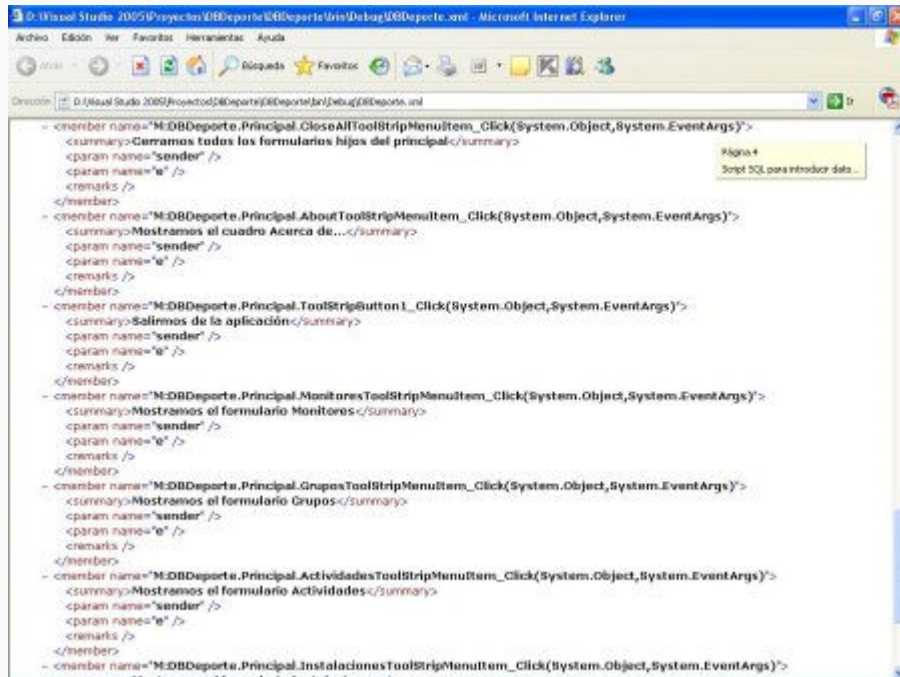 D:\Visual Studio 2005\Proyectos\DBDeporte\DBDeporte\bin\Debug\DBDeporte.xml - Microsoft Internet Explorer
Archivo Edición Ver Favoritos Herramientas Ayuda
Atrás Búsqueda Favoritos
Dirección D:\Visual Studio 2005\Proyectos\DBDeporte\DBDeporte\bin\Debug\DBDeporte.xml Ir
- <member name="M:DBDeporte.Principal.CloseAllToolStripMenuItem_Click(System.Object,System.EventArgs)">
<summary>Cerramos todos los formularios hijos del principal</summary>
Página 4
<param name="sender" />
Script SQL para introducir dato ...
<param name="e" />
<remarks />
</member>
- <member name="M:DBDeporte.Principal.AboutToolStripMenuItem_Click(System.Object,System.EventArgs)">
<summary>Mostramos el cuadro Acerca de...</summary>
<param name="sender" />
<param name="e" />
<remarks />
</member>
- <member name="M:DBDeporte.Principal.ToolStripButton1_Click(System.Object,System.EventArgs)">
<summary>Salirmos de la aplicación</summary>
<param name="sender" />
<param name="e" />
<remarks />
</member>
- <member name="M:DBDeporte.Principal.MonitoresToolStripMenuItem_Click(System.Object,System.EventArgs)">
<summary>Mostramos el formulario Monitores</summary>
<param name="sender" />
<param name="e" />
<remarks />
</member>
- <member name="M:DBDeporte.Principal.GruposToolStripMenuItem_Click(System.Object,System.EventArgs)">
<summary>Mostramos el formulario Grupos</summary>
<param name="sender" />
<param name="e" />
<remarks />
</member>
- <member name="M:DBDeporte.Principal.ActividadesToolStripMenuItem_Click(System.Object,System.EventArgs)">
<summary>Mostramos el formulario Actividades</summary>
<param name="sender" />
<param name="e" />
<remarks />
</member>
- <member name="M:DBDeporte.Principal.InstalacionesToolStripMenuItem_Click(System.Object,System.EventArgs)">